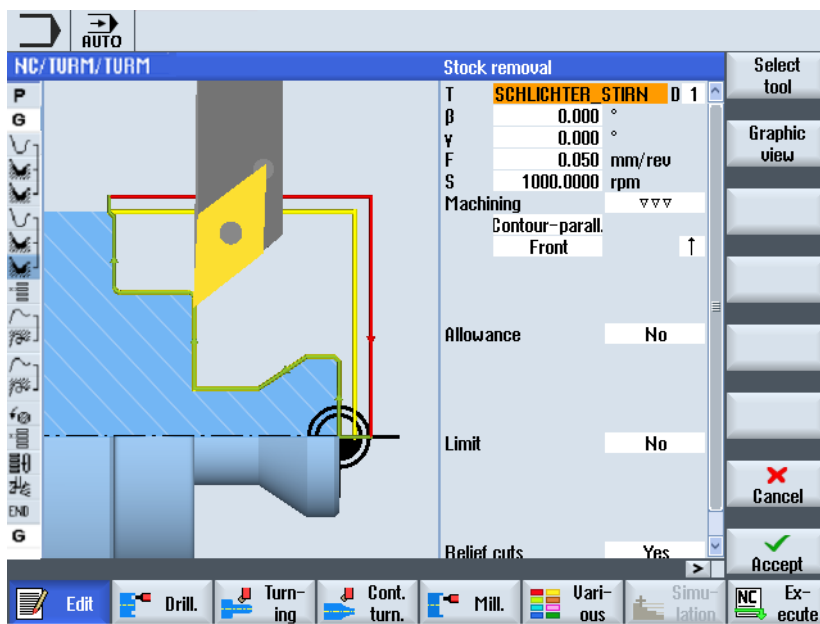 AUTO
NC/TURM/TURM
Stock removal
Select
tool
P
G
T SCHLICHTER_STIRN D 1
β 0.000 °
γ 0.000 °
F 0.050 mm/rev
S 1000.0000 rpm
Machining ▿▿▿
Contour-parall.
Front ↑
Graphic
view
Allowance No
Limit No
Relief cuts Yes
END
G
Cancel
Accept
>
Edit
Drill.
Turn-
ing
Cont.
turn.
Mill.
Vari-
ous
Simu-
lation
NC
Ex-
ecute